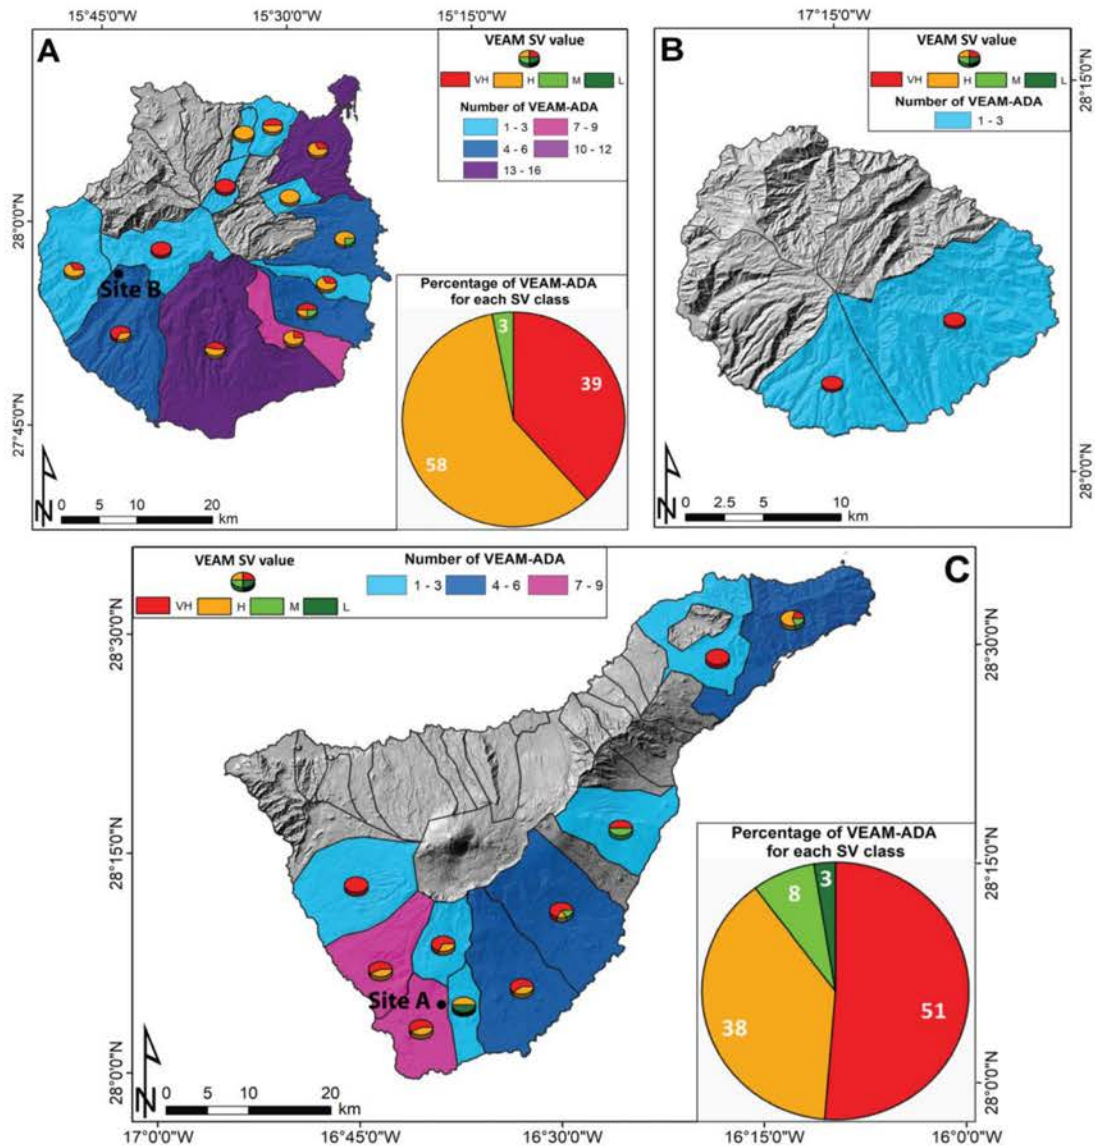 15°45'0"W 15°30'0"W 15°15'0"W
17°15'0"W
A
VEAM SV value
VH H M L
Number of VEAM-ADA
1 - 3 7 - 9
4 - 6 10 - 12
13 - 16
28°0'0"N
27°45'0"N
Site B
Percentage of VEAM-ADA
for each SV class
3
39
58
N
0 5 10 20
km
B
VEAM SV value
VH H M L
Number of VEAM-ADA
1 - 3
28°15'0"N
28°0'0"N
N
0 2.5 5 10
km
C
VEAM SV value
VH H M L
Number of VEAM-ADA
1 - 3 4 - 6 7 - 9
28°30'0"N
28°15'0"N
28°0'0"N
28°30'0"N
28°15'0"N
28°0'0"N
Site A
Percentage of VEAM-ADA
for each SV class
3
8
38
51
N
0 5 10 20
km
17°0'0"W 16°45'0"W 16°30'0"W 16°15'0"W 16°0'0"W